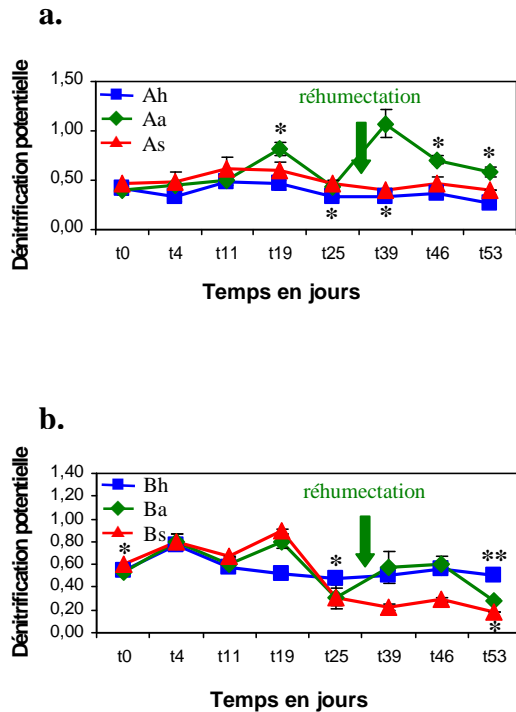 a.
Dénitrification potentielle
1,50
1,00
0,50
0,00
Ah
Aa
As
réhumectation
*
*
*
*
*
t0 t4 t11 t19 t25 t39 t46 t53
Temps en jours
b.
Dénitrification potentielle
1,40
1,20
1,00
0,80
0,60
0,40
0,20
0,00
Bh
Ba
Bs
réhumectation
*
*
**
*
t0 t4 t11 t19 t25 t39 t46 t53
Temps en jours